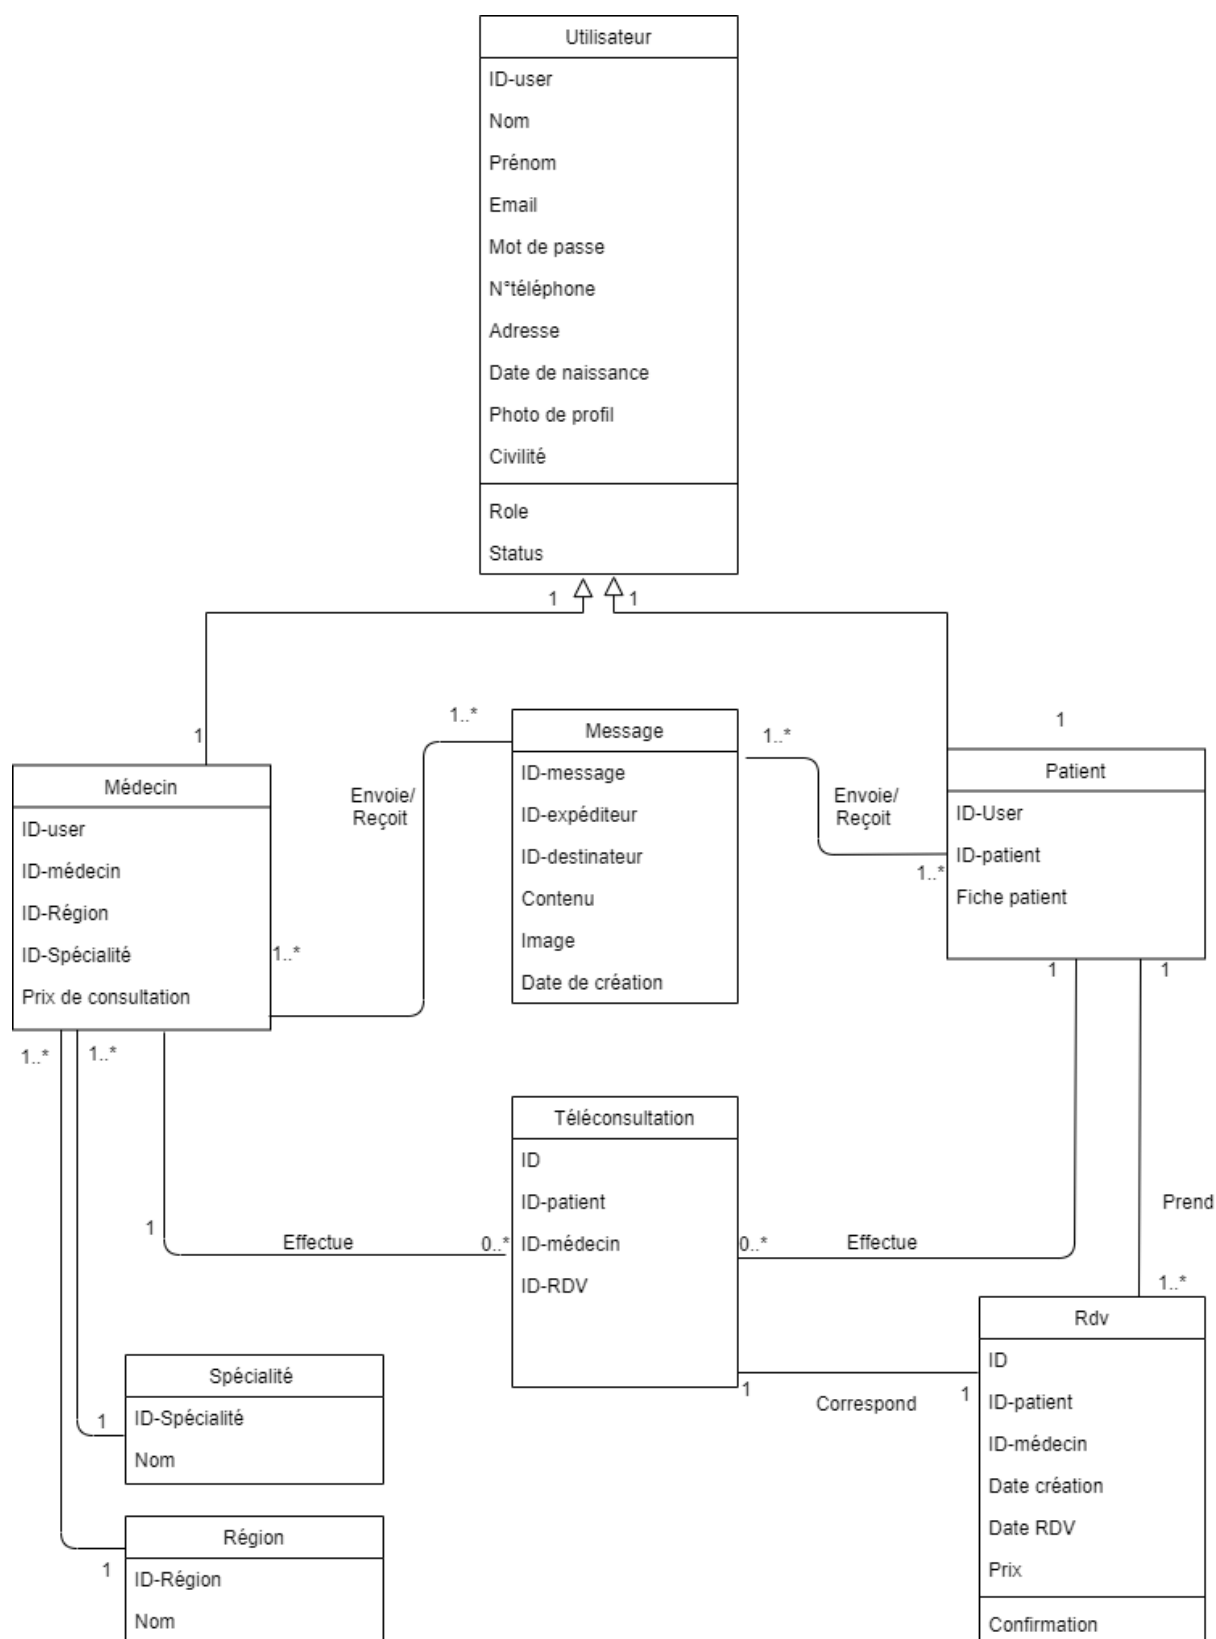 Utilisateur
ID-user
Nom
Prénom
Email
Mot de passe
N°téléphone
Adresse
Date de naissance
Photo de profil
Civilité
Role
Status
1
1
1
1..*
Message
1..*
1
Médecin
ID-user
ID-médecin
ID-Région
ID-Spécialité
Prix de consultation
1..*
Envoie/
Reçoit
ID-message
ID-expéditeur
ID-destinateur
Contenu
Image
Date de création
Envoie/
Reçoit
1..*
Patient
ID-User
ID-patient
Fiche patient
1
1
1..*
1..*
Téléconsultation
ID
ID-patient
ID-médecin
ID-RDV
1
Effectue
0..*
0..*
Effectue
Prend
1..*
Spécialité
ID-Spécialité
Nom
1
1
Correspond
1
Rdv
ID
ID-patient
ID-médecin
Date création
Date RDV
Prix
Confirmation
Région
ID-Région
Nom
1